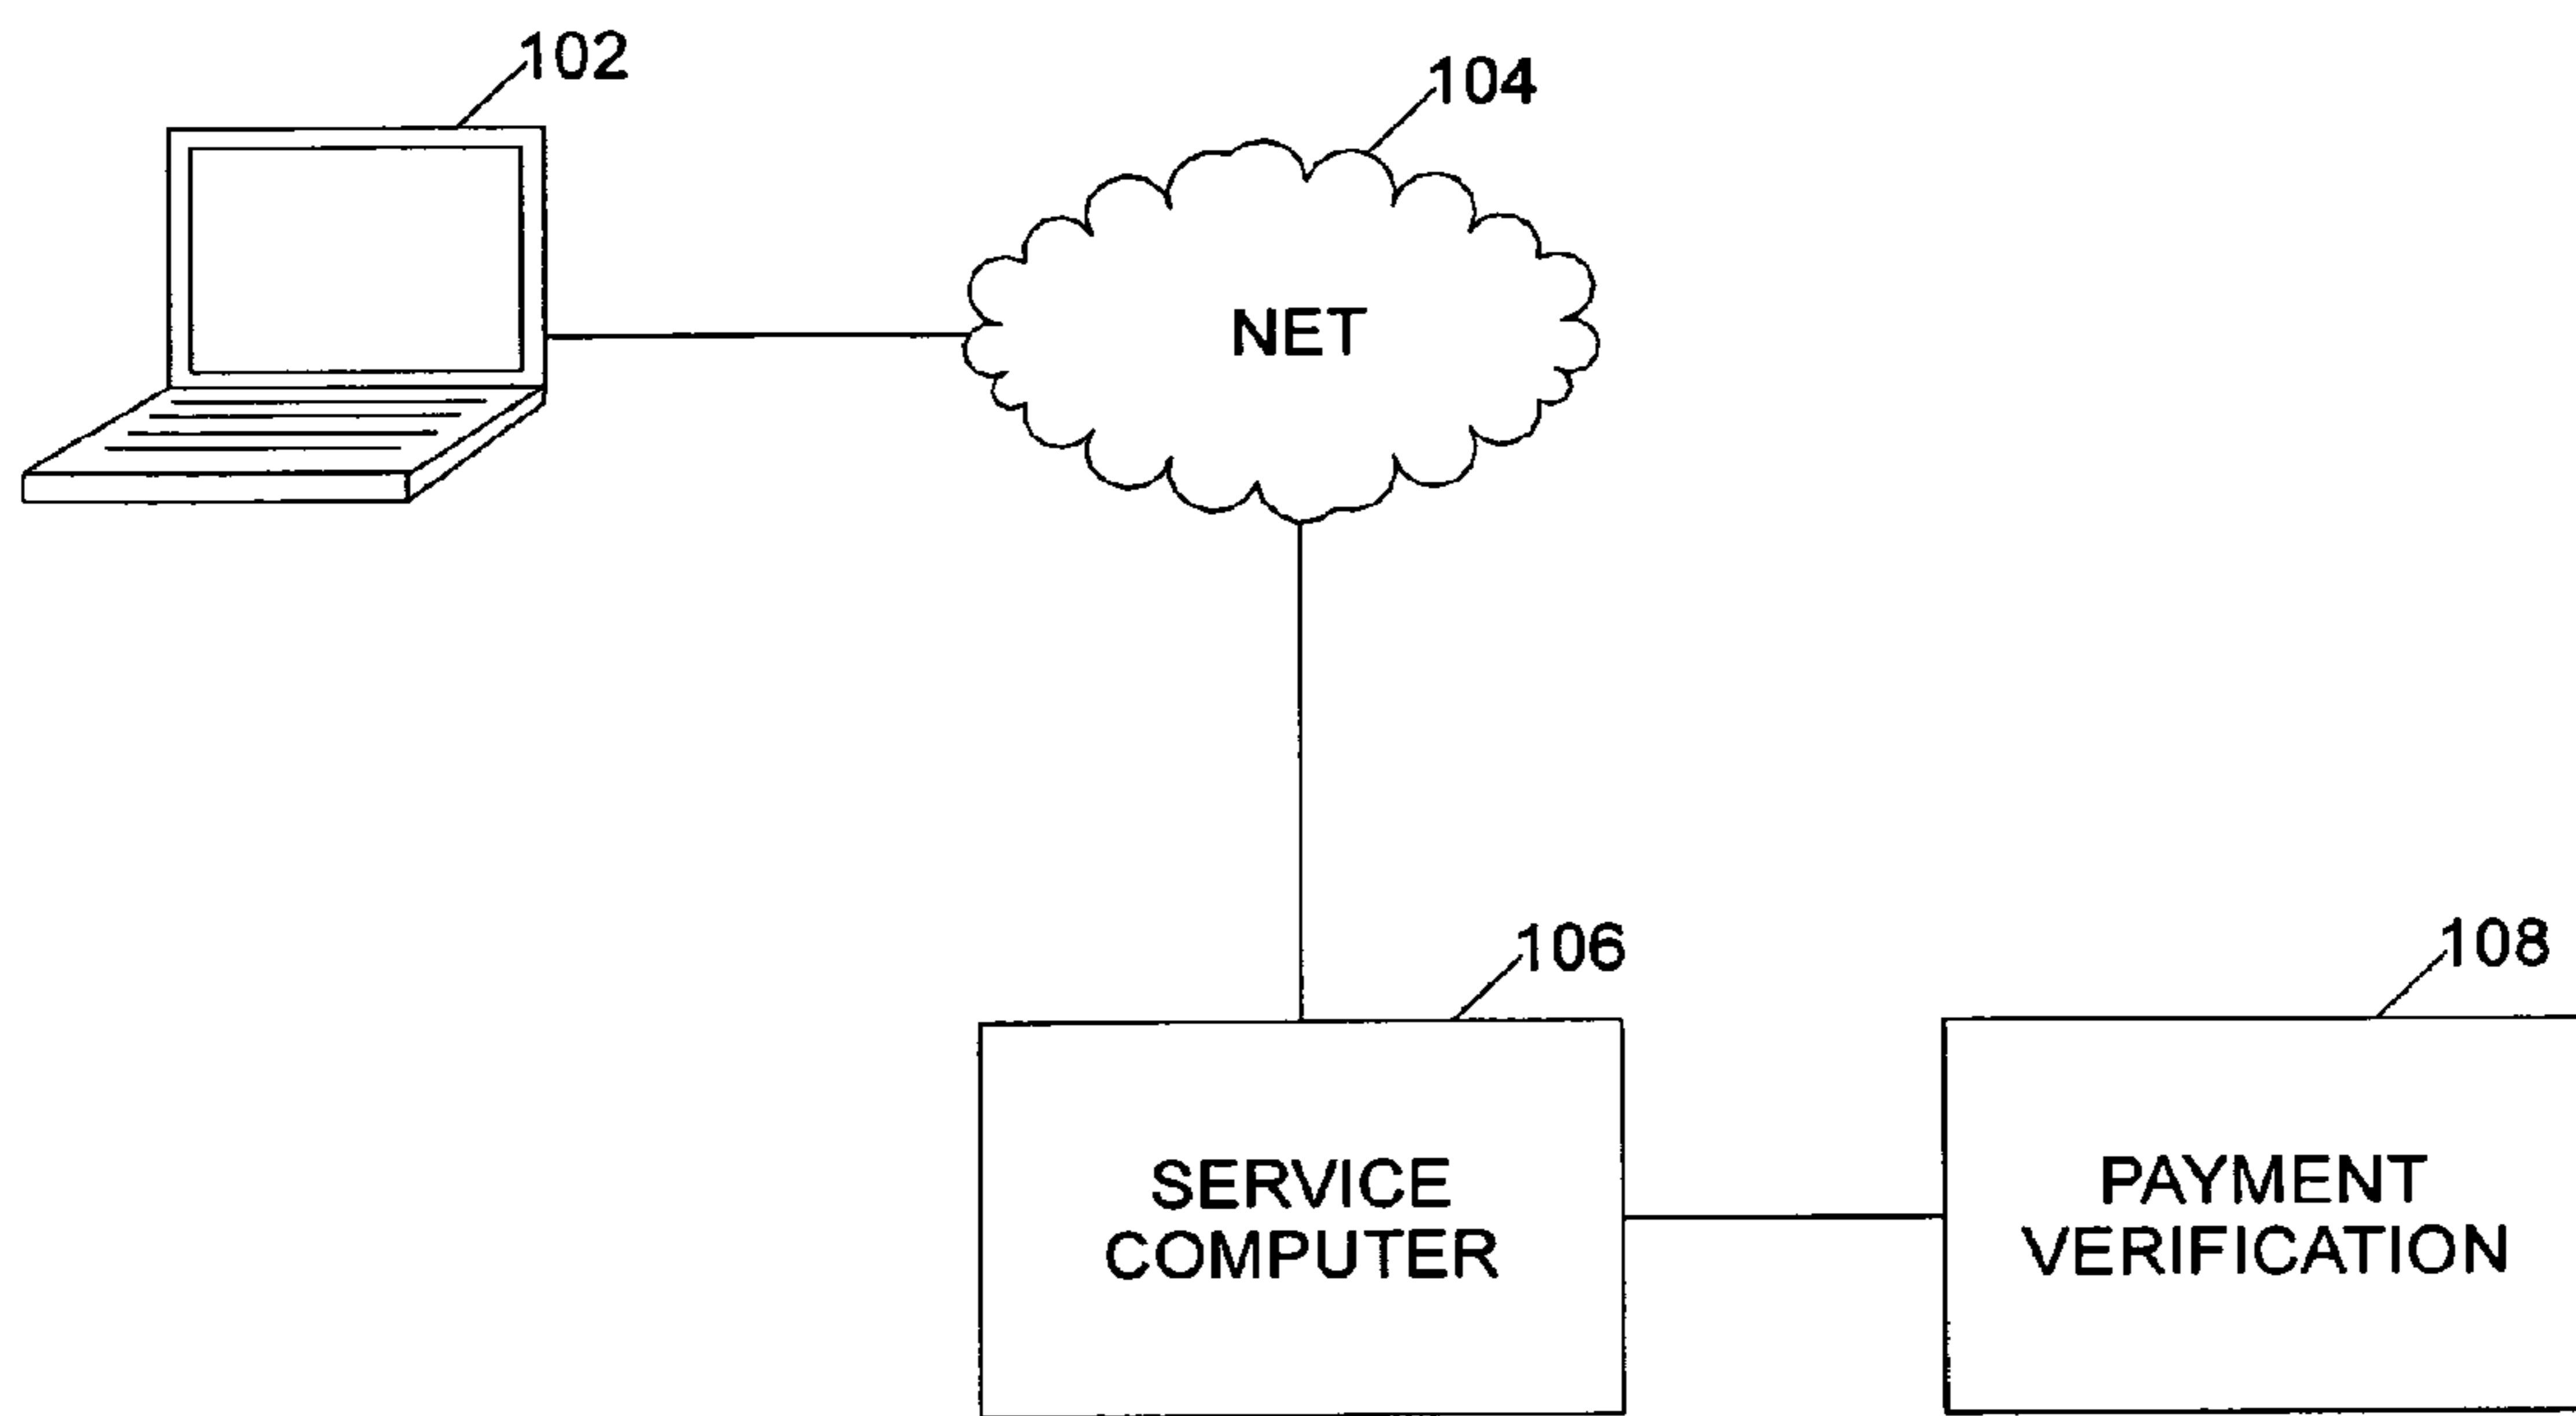 102
104
NET
106
108
SERVICE
COMPUTER
PAYMENT
VERIFICATION